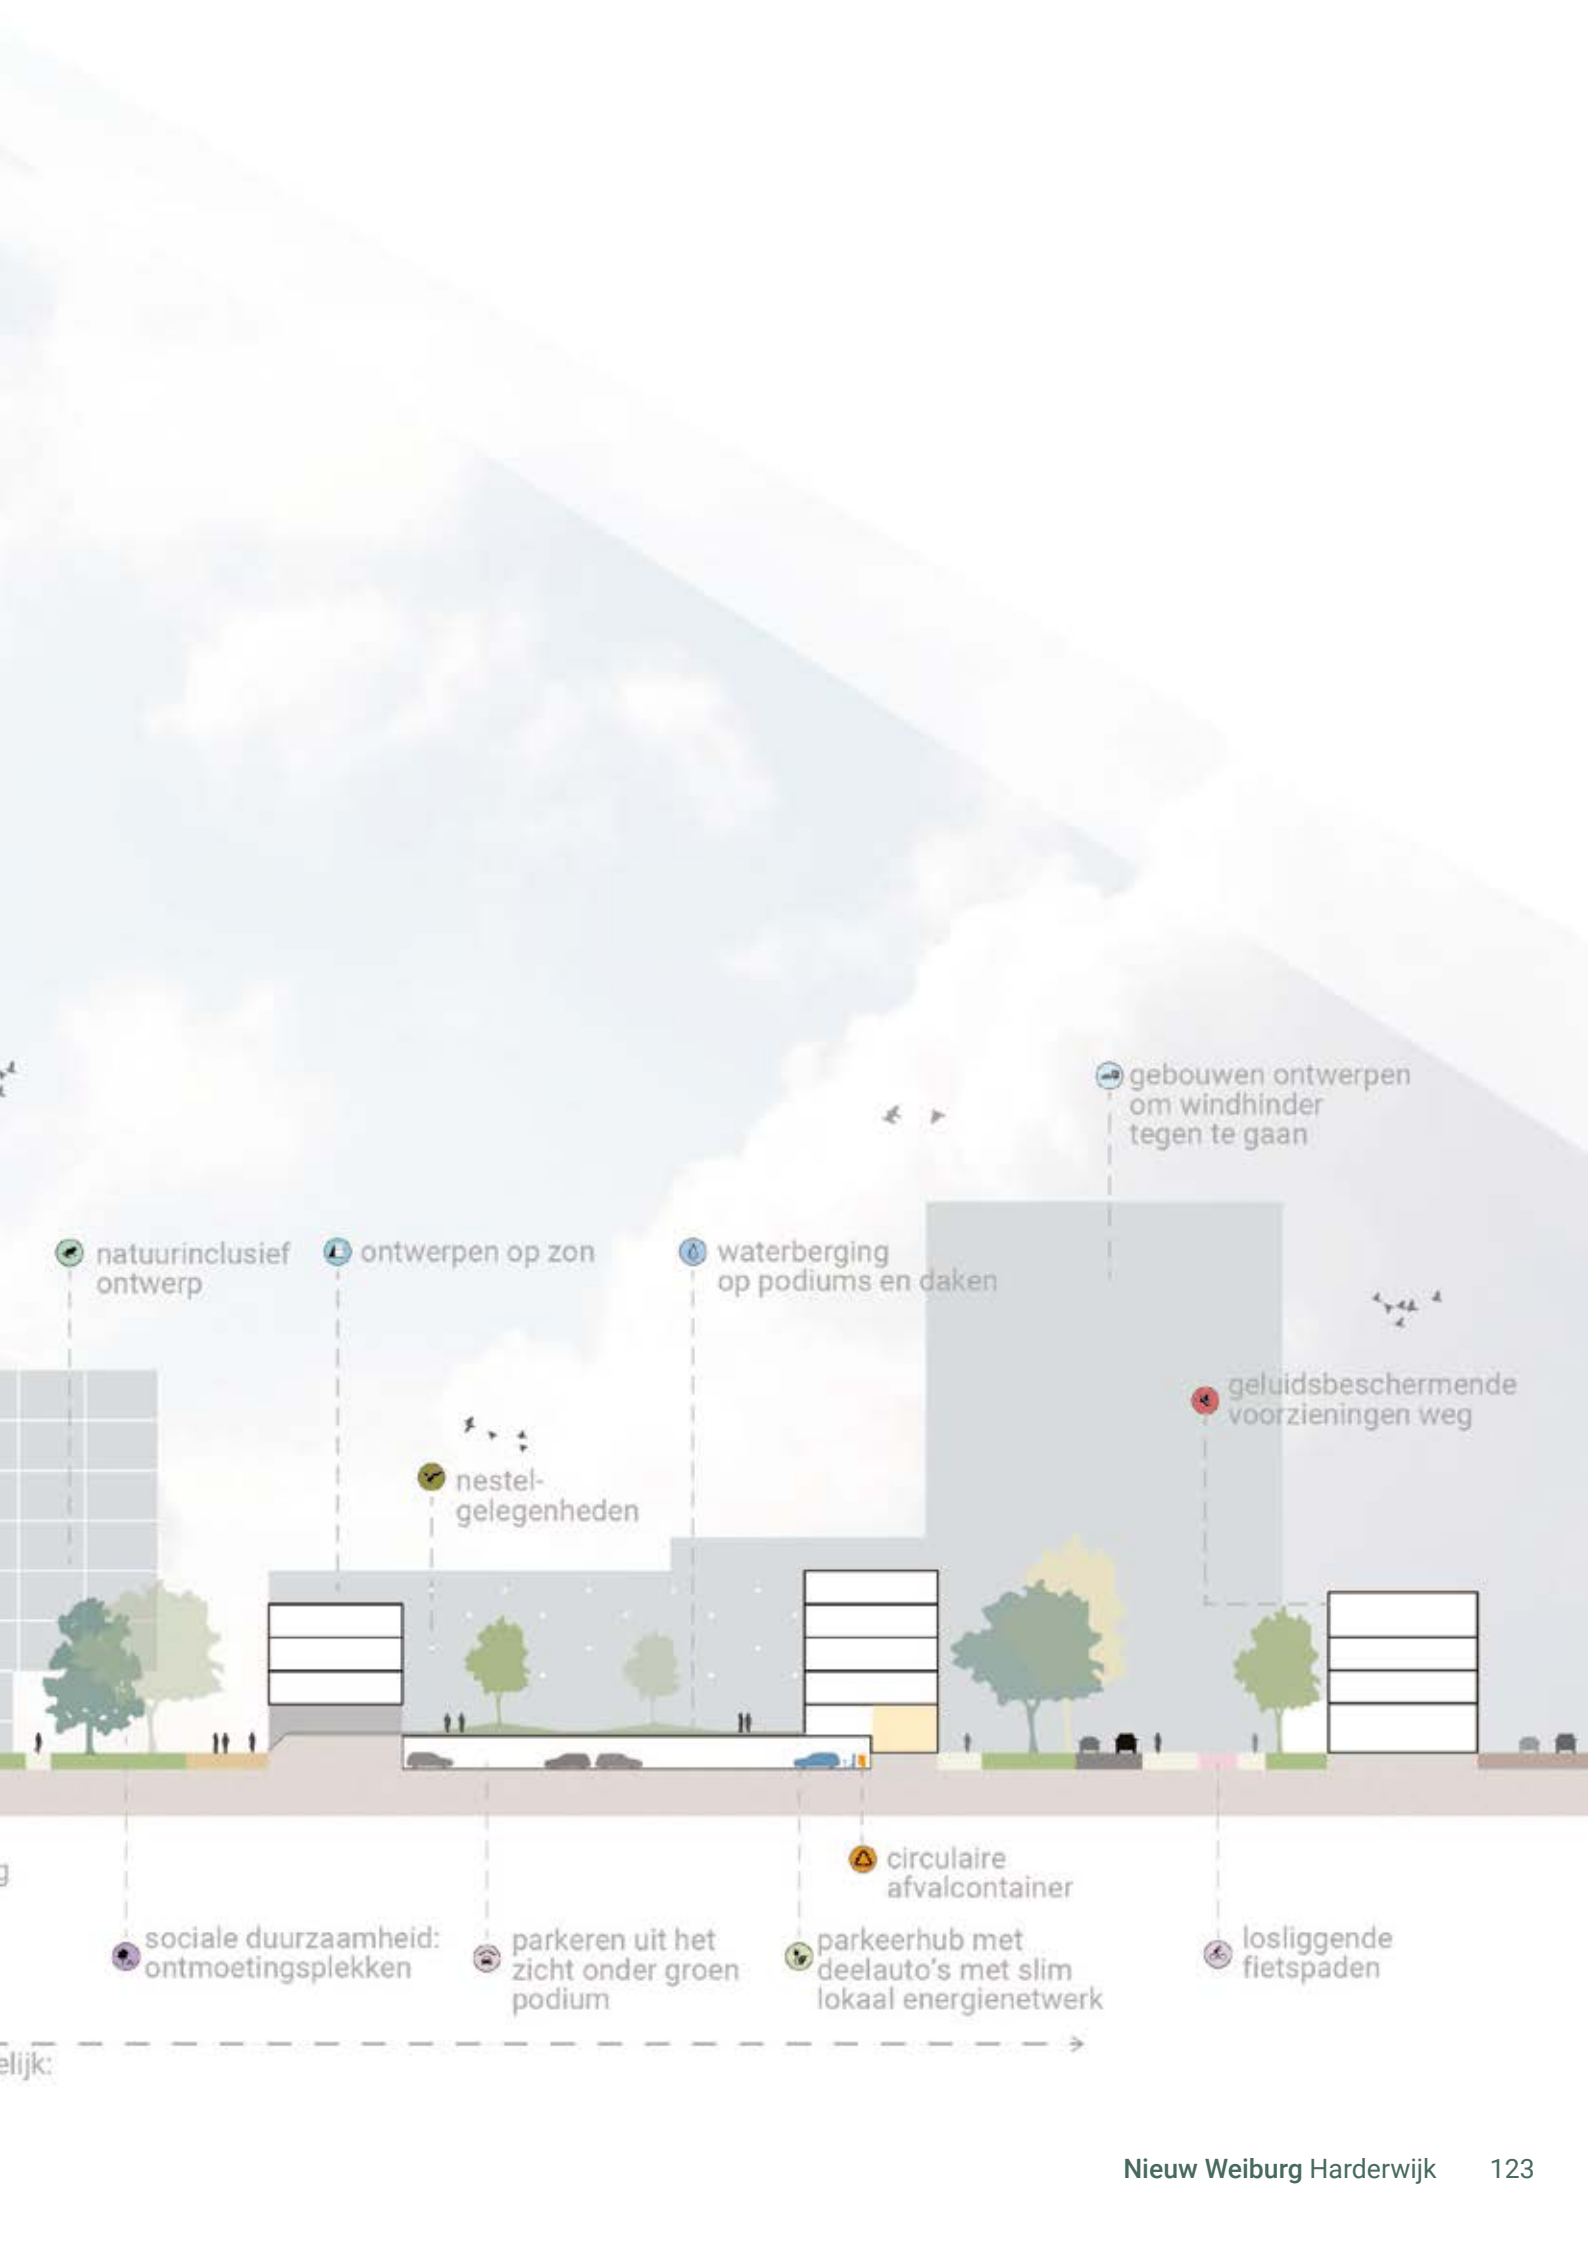 gebouwen ontwerpen
om windhinder
tegen te gaan
natuurinclusief
ontwerp
ontwerpen op zon
waterberging
op podiums en daken
geluidsbeschermende
voorzieningen weg
nestel-
gelegenheden
g
circulaire
afvalcontainer
sociale duurzaamheid:
ontmoetingsplekken
parkeren uit het
zicht onder groen
podium
parkeerhub met
deelauto's met slim
lokaal energienetwerk
losliggende
fietspaden
elijk:
Nieuw Weiburg Harderwijk 123